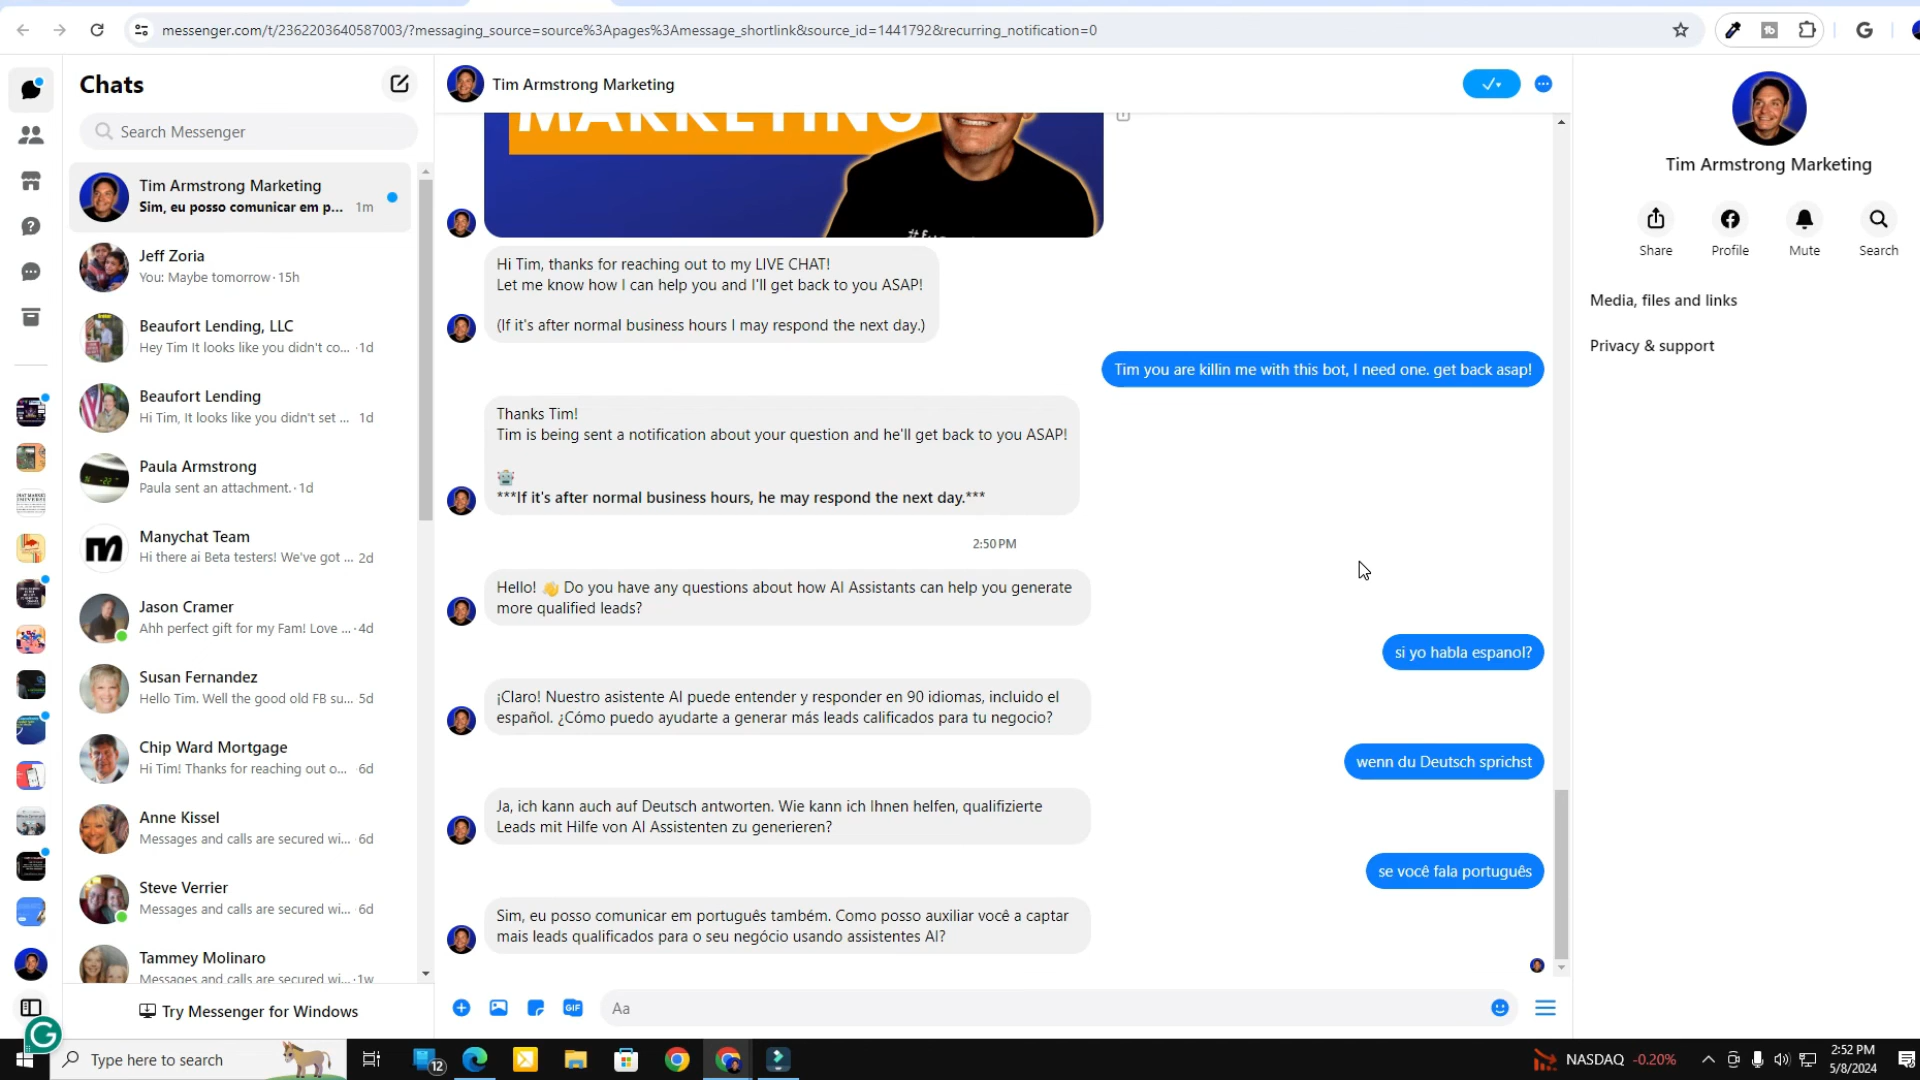 messenger.com/t/2362203640587003/?messaging_source=source%3Apages%3Amessage_shortlink&source_id=1441792&recurring_notification=0
Chats
Search Messenger
Tim Armstrong Marketing
Sim, eu posso comunicar em p... 1m
Jeff Zoria
You: Maybe tomorrow · 15h
Beaufort Lending, LLC
Hey Tim It looks like you didn't co... · 1d
Beaufort Lending
Hi Tim, It looks like you didn't set ... 1d
Paula Armstrong
Paula sent an attachment. · 1d
Manychat Team
Hi there ai Beta testers! We've got ... 2d
Jason Cramer
Ahh perfect gift for my Fam! Love ... · 4d
Susan Fernandez
Hello Tim. Well the good old FB su... · 5d
Chip Ward Mortgage
Hi Tim! Thanks for reaching out o... · 6d
Anne Kissel
Messages and calls are secured wi... · 6d
Steve Verrier
Messages and calls are secured wi... · 6d
Tammey Molinaro
Messages and calls are secured wi... · 1w
Try Messenger for Windows
Tim Armstrong Marketing
MARKETING
Hi Tim, thanks for reaching out to my LIVE CHAT!
Let me know how I can help you and I'll get back to you ASAP!
(If it's after normal business hours I may respond the next day.)
Tim you are killin me with this bot, I need one. get back asap!
Thanks Tim!
Tim is being sent a notification about your question and he'll get back to you ASAP!
🤖
***If it's after normal business hours, he may respond the next day.***
2:50 PM
Hello! 👋 Do you have any questions about how AI Assistants can help you generate
more qualified leads?
si yo habla espanol?
¡Claro! Nuestro asistente AI puede entender y responder en 90 idiomas, incluido el
español. ¿Cómo puedo ayudarte a generar más leads calificados para tu negocio?
wenn du Deutsch sprichst
Ja, ich kann auch auf Deutsch antworten. Wie kann ich Ihnen helfen, qualifizierte
Leads mit Hilfe von AI Assistenten zu generieren?
se você fala português
Sim, eu posso comunicar em português também. Como posso auxiliar você a captar
mais leads qualificados para o seu negócio usando assistentes AI?
GIF
Aa
Tim Armstrong Marketing
Share
Profile
Mute
Search
Media, files and links
Privacy & support
Type here to search
12
NASDAQ -0.20%
2:52 PM
5/8/2024